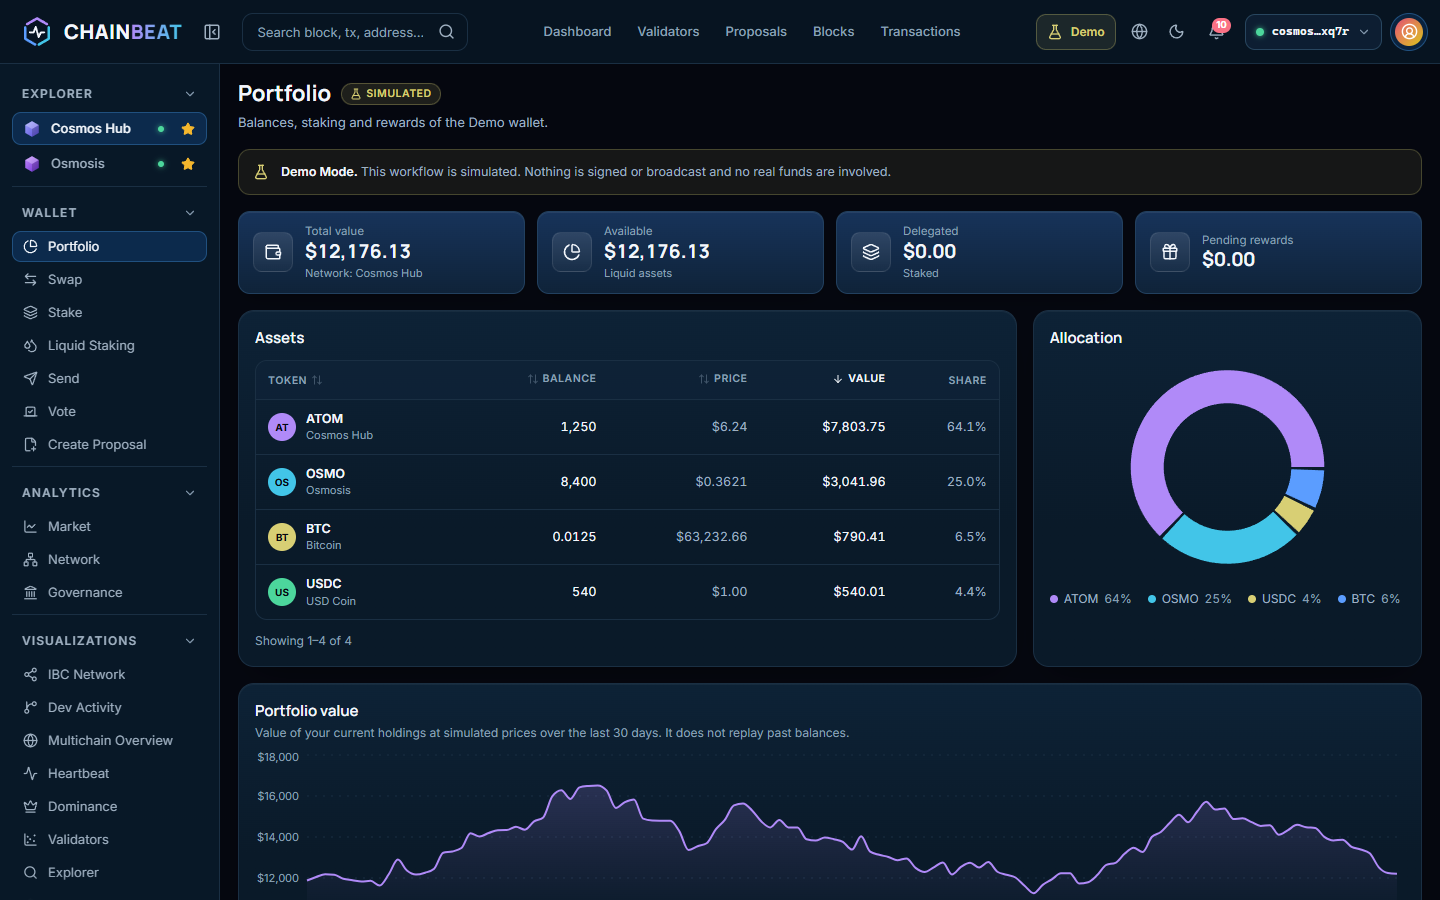 CHAINBEAT
Search block, tx, address...
Dashboard
Validators
Proposals
Blocks
Transactions
Demo
10
cosmos…xq7r
EXPLORER
Cosmos Hub
Osmosis
WALLET
Portfolio
Swap
Stake
Liquid Staking
Send
Vote
Create Proposal
ANALYTICS
Market
Network
Governance
VISUALIZATIONS
IBC Network
Dev Activity
Multichain Overview
Heartbeat
Dominance
Validators
Explorer
Portfolio
SIMULATED
Balances, staking and rewards of the Demo wallet.
Demo Mode. This workflow is simulated. Nothing is signed or broadcast and no real funds are involved.
Total value
$12,176.13
Network: Cosmos Hub
Available
$12,176.13
Liquid assets
Delegated
$0.00
Staked
Pending rewards
$0.00
Assets
TOKEN BALANCE PRICE VALUE SHARE
AT ATOM Cosmos Hub 1,250 $6.24 $7,803.75 64.1%
OS OSMO Osmosis 8,400 $0.3621 $3,041.96 25.0%
BT BTC Bitcoin 0.0125 $63,232.66 $790.41 6.5%
US USDC USD Coin 540 $1.00 $540.01 4.4%
Showing 1–4 of 4
Allocation
ATOM 64% OSMO 25% USDC 4% BTC 6%
Portfolio value
Value of your current holdings at simulated prices over the last 30 days. It does not replay past balances.
$18,000
$16,000
$14,000
$12,000